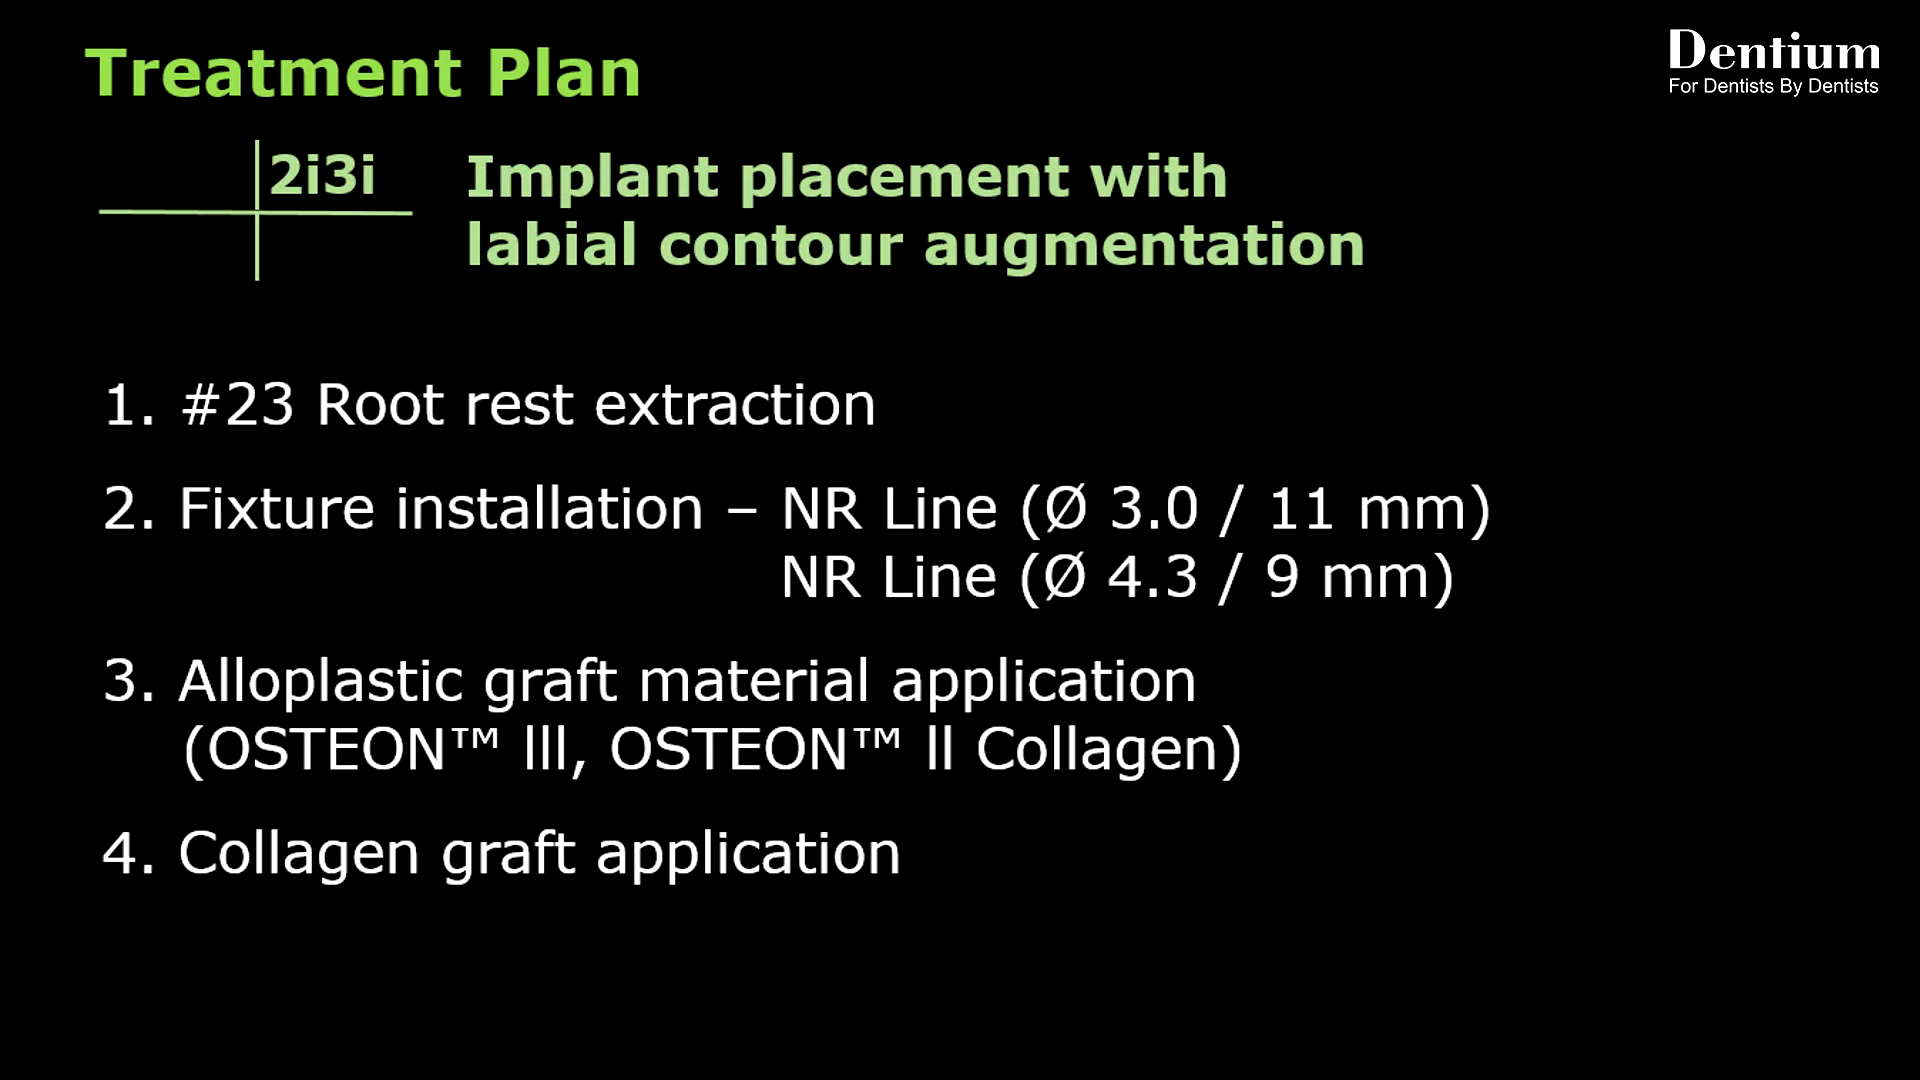 Treatment Plan
Dentium
For Dentists By Dentists
2i3i
Implant placement with
labial contour augmentation
1. #23 Root rest extraction
2. Fixture installation – NR Line (Ø 3.0 / 11 mm)
NR Line (Ø 4.3 / 9 mm)
3. Alloplastic graft material application
(OSTEON™ lll, OSTEON™ ll Collagen)
4. Collagen graft application